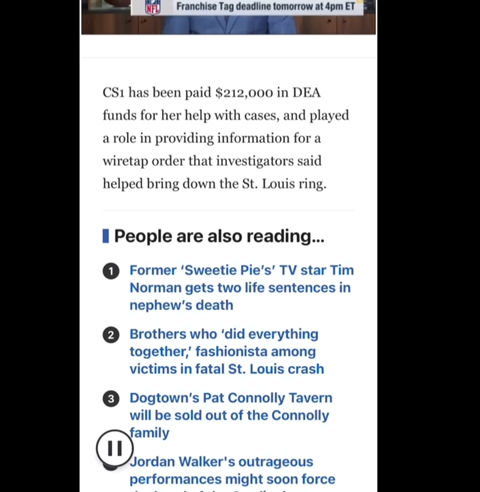 NFL
Franchise Tag deadline tomorrow at 4pm ET
CS1 has been paid $212,000 in DEA
funds for her help with cases, and played
a role in providing information for a
wiretap order that investigators said
helped bring down the St. Louis ring.
People are also reading...
1 Former ‘Sweetie Pie’s’ TV star Tim
Norman gets two life sentences in
nephew’s death
2 Brothers who ‘did everything
together,’ fashionista among
victims in fatal St. Louis crash
3 Dogtown’s Pat Connolly Tavern
will be sold out of the Connolly
family
Jordan Walker's outrageous
performances might soon force